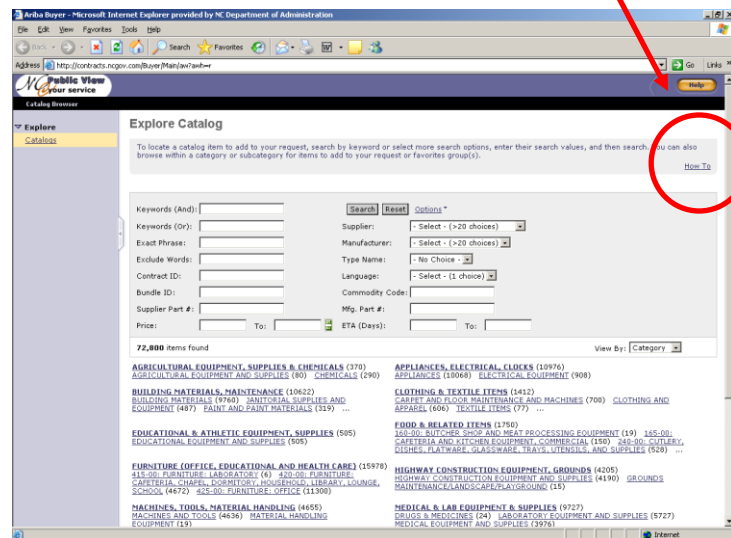 Ariba Buyer - Microsoft Internet Explorer provided by NC Department of Administration
File Edit View Favorites Tools Help
Back Search Favorites
Address http://contracts.ncgov.com/Buyer/Main/aw?awh=r Go Links »
NC Public View
@your service
Help
Catalog Browser
Explore
Catalogs
Explore Catalog
To locate a catalog item to add to your request, search by keyword or select more search options, enter their search values, and then search. You can also
browse within a category or subcategory for items to add to your request or favorites group(s).
How To
Keywords (And): Search Reset Options *
Keywords (Or): Supplier: - Select - (>20 choices)
Exact Phrase: Manufacturer: - Select - (>20 choices)
Exclude Words: Type Name: - No Choice -
Contract ID: Language: - Select - (1 choice)
Bundle ID: Commodity Code:
Supplier Part #: Mfg. Part #:
Price: To: ETA (Days): To:
72,800 items found View By: Category
AGRICULTURAL EQUIPMENT, SUPPLIES & CHEMICALS (370)
AGRICULTURAL EQUIPMENT AND SUPPLIES (80) CHEMICALS (290)
APPLIANCES, ELECTRICAL, CLOCKS (10976)
APPLIANCES (10068) ELECTRICAL EQUIPMENT (908)
BUILDING MATERIALS, MAINTENANCE (10622)
BUILDING MATERIALS (9760) JANITORIAL SUPPLIES AND
EQUIPMENT (487) PAINT AND PAINT MATERIALS (319) ...
CLOTHING & TEXTILE ITEMS (1412)
CARPET AND FLOOR MAINTENANCE AND MACHINES (700) CLOTHING AND
APPAREL (606) TEXTILE ITEMS (77) ...
EDUCATIONAL & ATHLETIC EQUIPMENT, SUPPLIES (505)
EDUCATIONAL EQUIPMENT AND SUPPLIES (505)
FOOD & RELATED ITEMS (1750)
160-00: BUTCHER SHOP AND MEAT PROCESSING EQUIPMENT (19) 165-00:
CAFETERIA AND KITCHEN EQUIPMENT, COMMERCIAL (150) 240-00: CUTLERY,
DISHES, FLATWARE, GLASSWARE, TRAYS, UTENSILS, AND SUPPLIES (528) ...
FURNITURE (OFFICE, EDUCATIONAL AND HEALTH CARE) (15978)
415-00: FURNITURE: LABORATORY (6) 420-00: FURNITURE:
CAFETERIA, CHAPEL, DORMITORY, HOUSEHOLD, LIBRARY, LOUNGE,
SCHOOL (4672) 425-00: FURNITURE: OFFICE (11300)
HIGHWAY CONSTRUCTION EQUIPMENT, GROUNDS (4205)
HIGHWAY CONSTRUCTION EQUIPMENT AND SUPPLIES (4190) GROUNDS
MAINTENANCE/LANDSCAPE/PLAYGROUND (15)
MACHINES, TOOLS, MATERIAL HANDLING (4655)
MACHINES AND TOOLS (4636) MATERIAL HANDLING
EQUIPMENT (19)
MEDICAL & LAB EQUIPMENT & SUPPLIES (9727)
DRUGS & MEDICINES (24) LABORATORY EQUIPMENT AND SUPPLIES (5727)
MEDICAL EQUIPMENT AND SUPPLIES (3976)
Internet